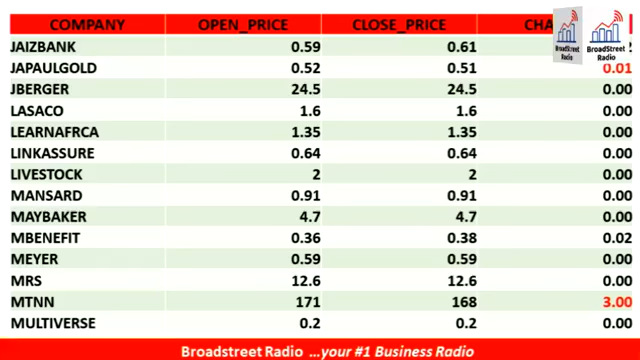 COMPANY OPEN_PRICE CLOSE_PRICE CHA
BroadStreet Radio BroadStreet Radio
JAIZBANK 0.59 0.61 2
JAPAULGOLD 0.52 0.51 0.01
JBERGER 24.5 24.5 0.00
LASACO 1.6 1.6 0.00
LEARNAFRCA 1.35 1.35 0.00
LINKASSURE 0.64 0.64 0.00
LIVESTOCK 2 2 0.00
MANSARD 0.91 0.91 0.00
MAYBAKER 4.7 4.7 0.00
MBENEFIT 0.36 0.38 0.02
MEYER 0.59 0.59 0.00
MRS 12.6 12.6 0.00
MTNN 171 168 3.00
MULTIVERSE 0.2 0.2 0.00
Broadstreet Radio ...your #1 Business Radio